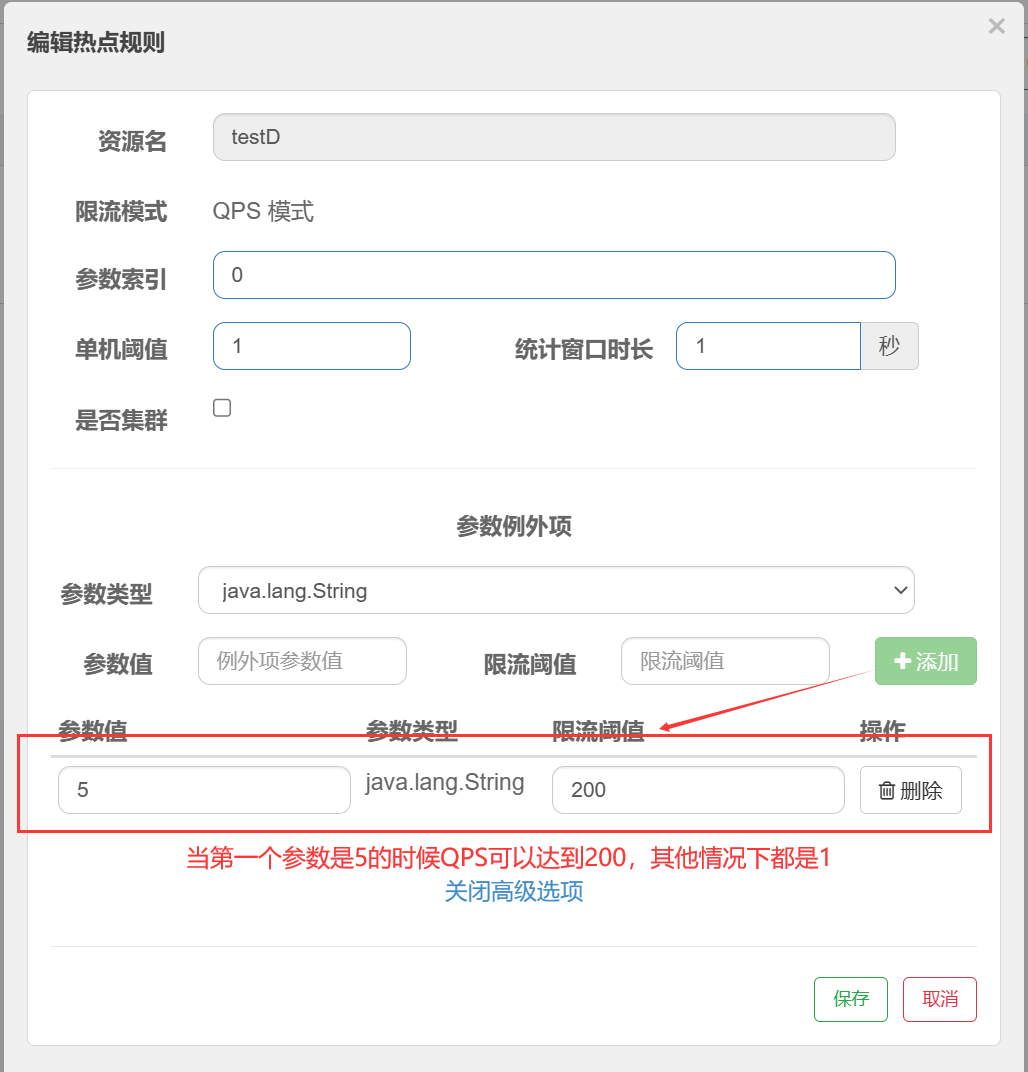 编辑热点规则
×
资源名 testD
限流模式 QPS 模式
参数索引 0
单机阈值 1 统计窗口时长 1 秒
是否集群
参数例外项
参数类型 java.lang.String
参数值 例外项参数值 限流阈值 限流阈值 添加
参数值 参数类型 限流阈值 操作
5 java.lang.String 200 删除
当第一个参数是5的时候QPS可以达到200，其他情况下都是1
关闭高级选项
保存 取消